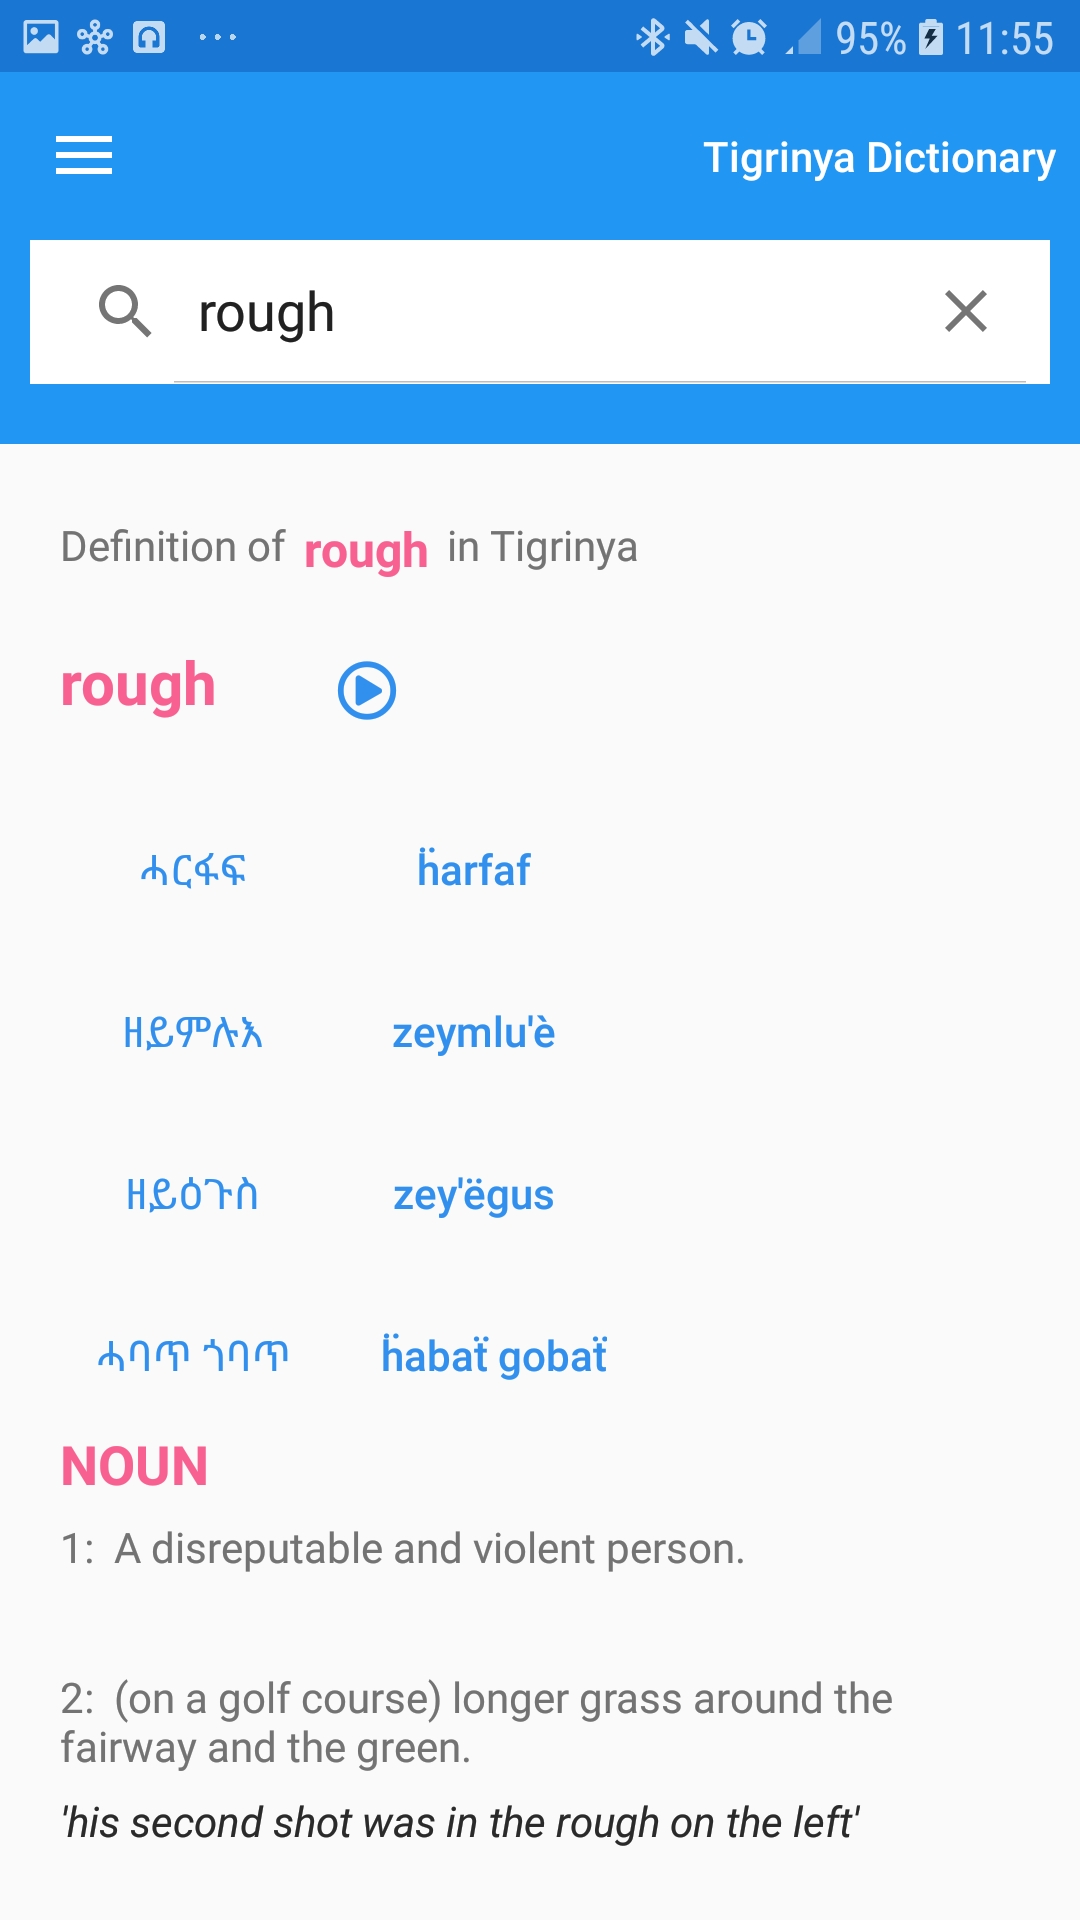 95% 11:55
Tigrinya Dictionary
rough
Definition of rough in Tigrinya
rough
ሓርፋፍ ḧarfaf
ዘይምሉእ zeymlu'è
ዘይዕጉስ zey'ëgus
ሓባጥ ጎባጥ ḧabaẗ gobaẗ
NOUN
1: A disreputable and violent person.
2: (on a golf course) longer grass around the
fairway and the green.
'his second shot was in the rough on the left'